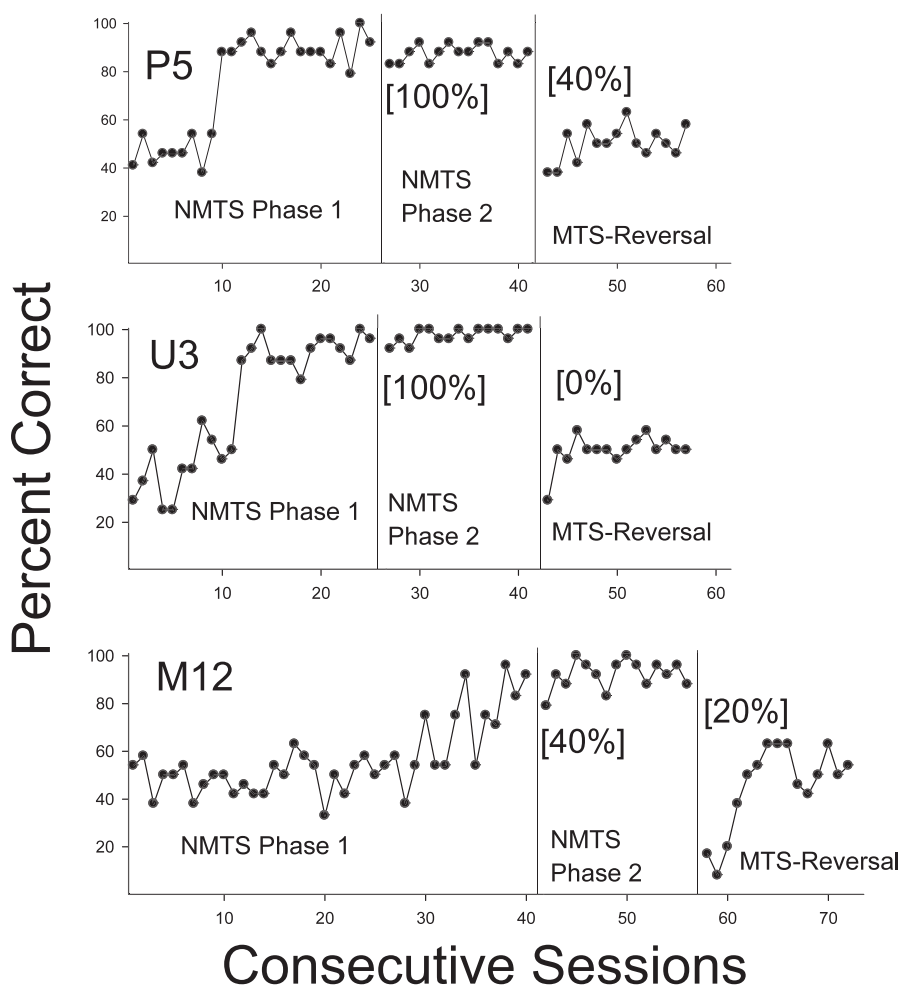 Percent Correct
100
80
60
40
20
P5
[100%]
[40%]
NMTS Phase 1
NMTS
Phase 2
MTS-Reversal
10 20 30 40 50 60
100
80
60
40
20
U3
[100%]
[0%]
NMTS Phase 1
NMTS
Phase 2
MTS-Reversal
10 20 30 40 50 60
100
80
60
40
20
M12
[40%]
[20%]
NMTS Phase 1
NMTS
Phase 2
MTS-Reversal
10 20 30 40 50 60 70
Consecutive Sessions